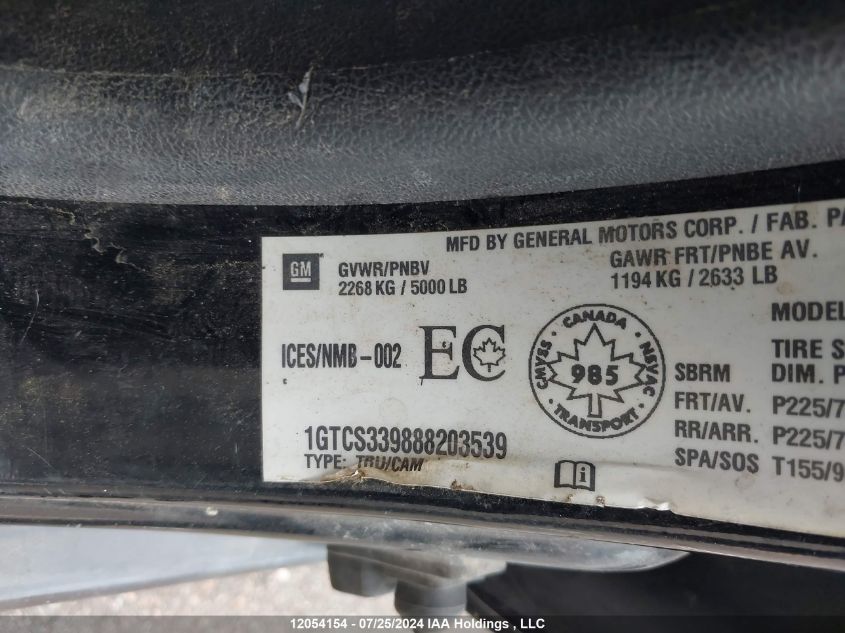 MFD BY GENERAL MOTORS CORP. / FAB. PA
GM
GVWR/PNBV
2268 KG / 5000 LB
GAWR FRT/PNBE AV.
1194 KG / 2633 LB
MODEL
ICES/NMB-002 EC
CANADA
CMVSS 985 NSVAC
TRANSPORT
TIRE S
SBRM DIM. P
FRT/AV. P225/7
RR/ARR. P225/7
SPA/SOS T155/9
1GTCS339888203539
TYPE: TRU/CAM
12054154 - 07/25/2024 IAA Holdings, LLC